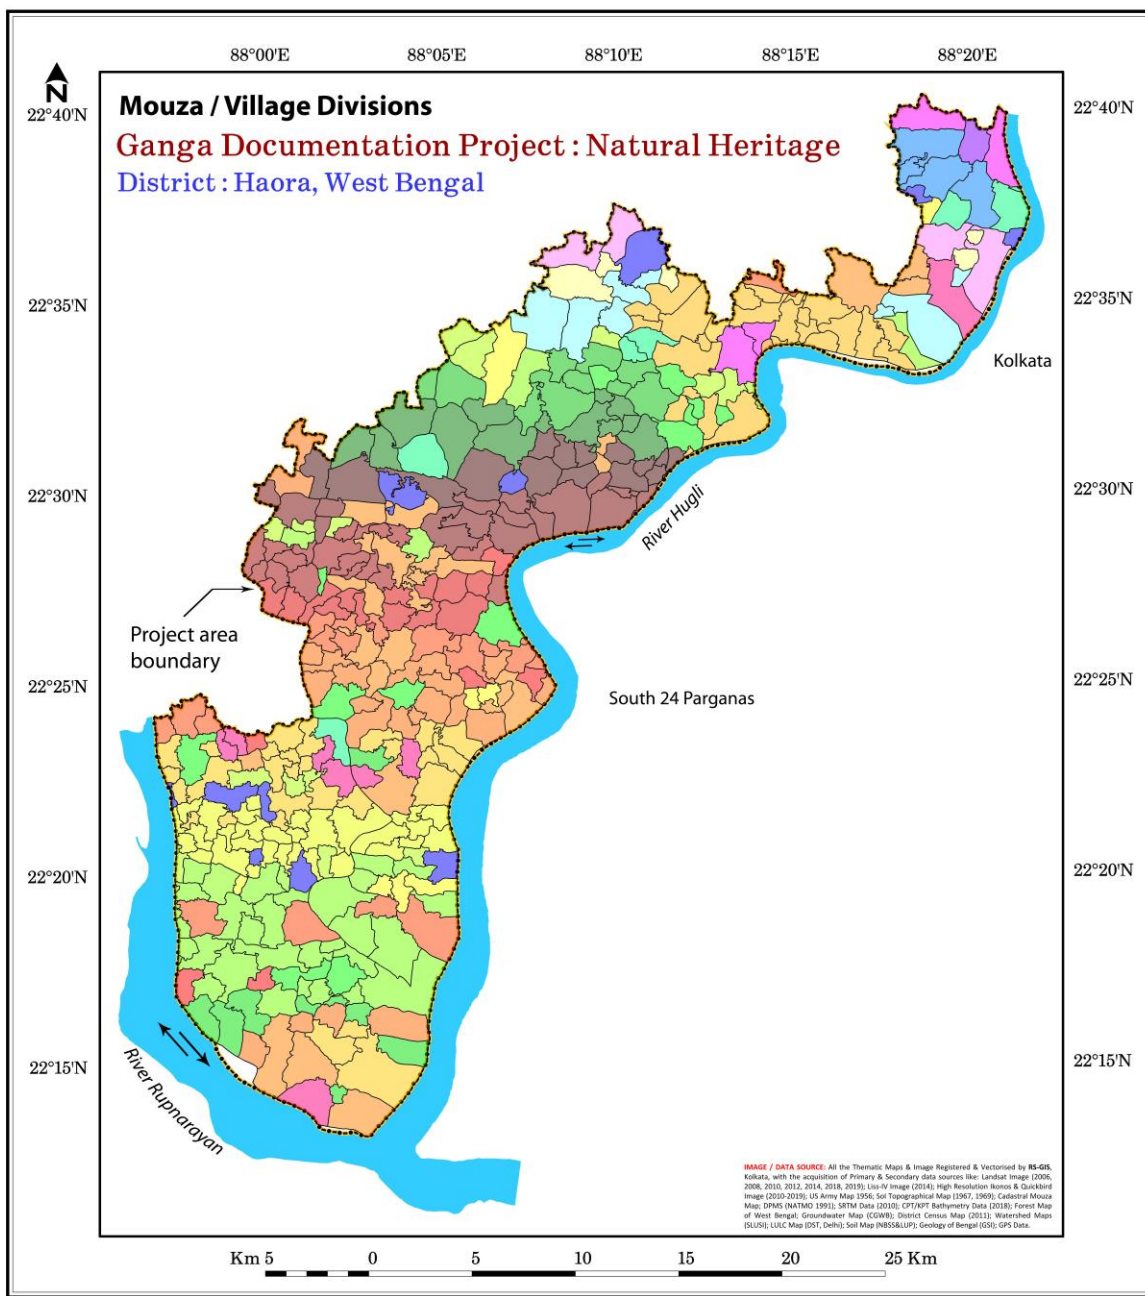 88°00'E 88°05'E 88°10'E 88°15'E 88°20'E
N
22°40'N 22°40'N
Mouza / Village Divisions
Ganga Documentation Project : Natural Heritage
District : Haora, West Bengal
22°35'N 22°35'N
Kolkata
22°30'N 22°30'N
River Hugli
Project area
boundary
22°25'N 22°25'N
South 24 Parganas
22°20'N 22°20'N
22°15'N 22°15'N
River Rupnarayan
IMAGE / DATA SOURCE: All the Thematic Maps & Image Registered & Vectorised by RS-GIS,
Kolkata, with the acquisition of Primary & Secondary data sources like: Landsat Image (2006,
2008, 2010, 2012, 2014, 2018, 2019); Liss-IV Image (2014); High Resolution Ikonos & Quickbird
Image (2010-2019); US Army Map 1956; SoI Topographical Map (1967, 1969); Cadastral Mouza
Map; DPMS (NATMO 1991); SRTM Data (2010); CPT/KPT Bathymetry Data (2018); Forest Map
of West Bengal; Groundwater Map (CGWB); District Census Map (2011); Watershed Maps
(SLUSI); LULC Map (DST, Delhi); Soil Map (NBSS&LUP); Geology of Bengal (GSI); GPS Data.
Km 5 0 5 10 15 20 25 Km